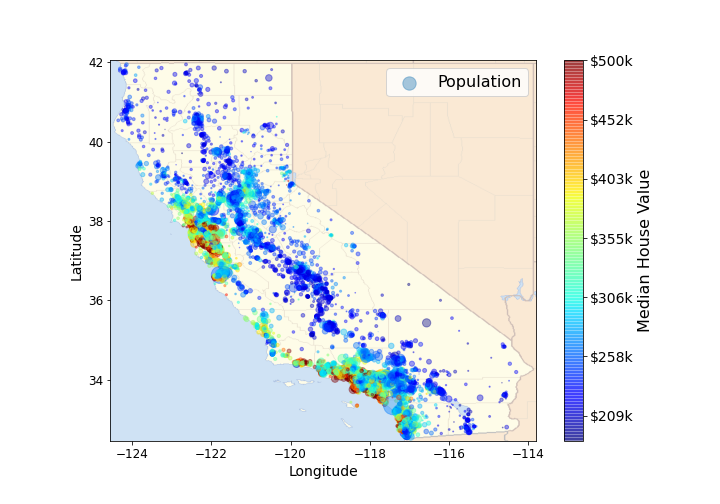 Population
42
40
38
36
34
Latitude
−124
−122
−120
−118
−116
−114
Longitude
$500k
$452k
$403k
$355k
$306k
$258k
$209k
Median House Value